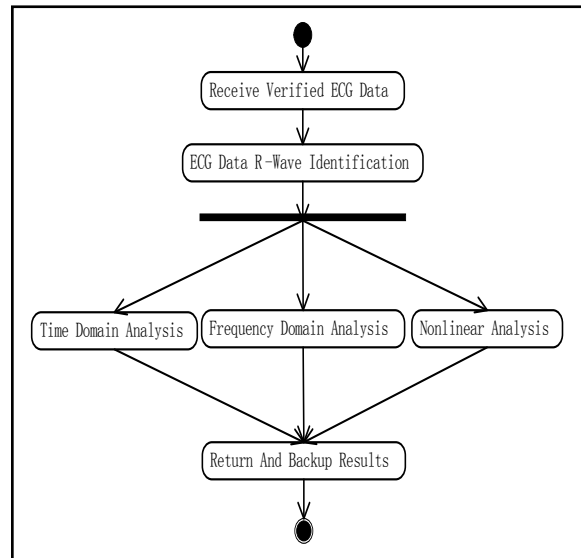 Receive Verified ECG Data
ECG Data R-Wave Identification
Time Domain Analysis
Frequency Domain Analysis
Nonlinear Analysis
Return And Backup Results